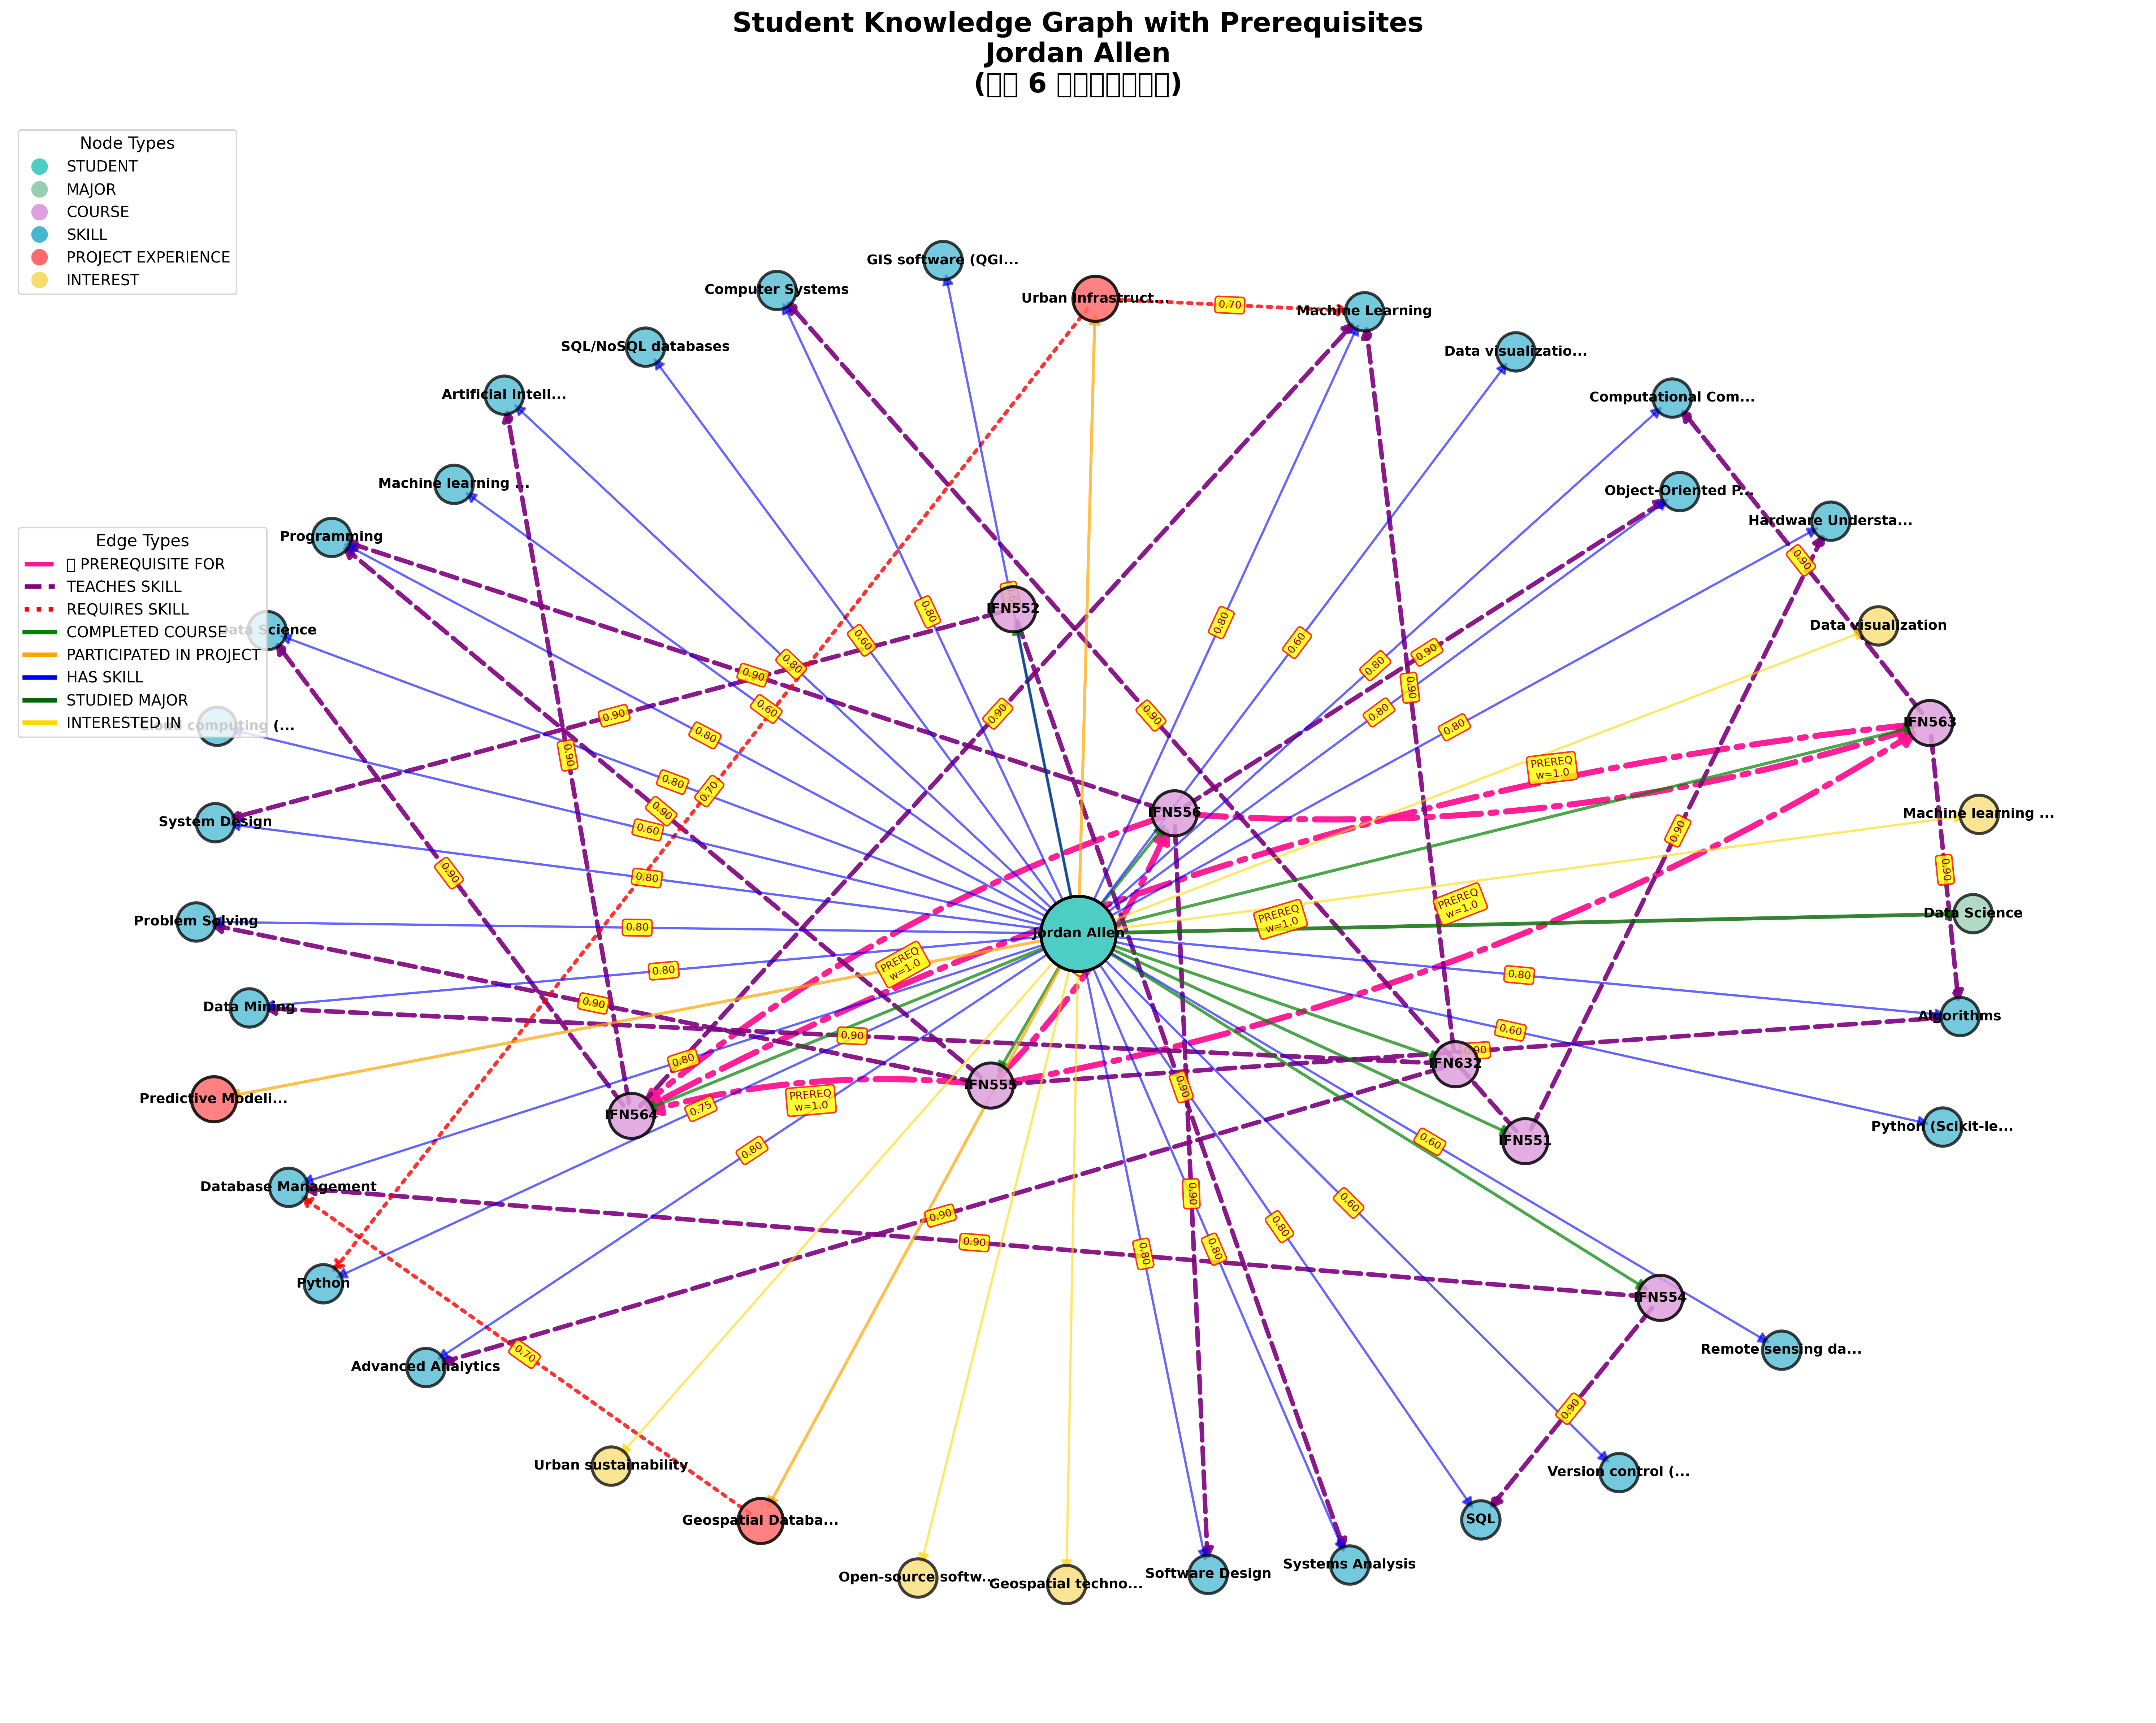 Student Knowledge Graph with Prerequisites
Jordan Allen
Node Types
STUDENT
MAJOR
COURSE
SKILL
PROJECT EXPERIENCE
INTEREST
Edge Types
PREREQUISITE FOR
TEACHES SKILL
REQUIRES SKILL
COMPLETED COURSE
PARTICIPATED IN PROJECT
HAS SKILL
STUDIED MAJOR
INTERESTED IN
GIS software (QGI...
Computer Systems
Urban Infrastruct...
0.70
Machine Learning
SQL/NoSQL databases
Data visualizatio...
Artificial Intell...
Computational Com...
Machine learning ...
Object-Oriented P...
Programming
Hardware Understa...
0.90
IFN552
0.80
0.80
0.60
0.60
Data Science
Data visualization
0.80
0.80
0.90
0.90
0.90
0.60
0.90
0.90
0.90
0.80
computing (...
IFN563
0.80
0.80
0.90
PREREQ
w=1.0
0.80
0.70
0.90
IFN556
Machine learning ...
System Design
0.60
0.90
0.90
0.90
0.80
PREREQ
w=1.0
PREREQ
w=1.0
Data Science
Problem Solving
0.80
Jordan Allen
PREREQ
w=1.0
0.80
0.80
Data Mining
0.90
Algorithms
0.90
0.60
0.90
0.80
IFN632
IFN555
0.90
Predictive Modeli...
PREREQ
w=1.0
0.75
IFN564
Python (Scikit-le...
IFN551
0.60
0.80
Database Management
0.90
0.60
0.90
0.80
0.90
0.80
0.80
Python
IFN554
0.70
Remote sensing da...
Advanced Analytics
0.90
Urban sustainability
Version control (...
Geospatial Databa...
SQL
Systems Analysis
Software Design
Open-source softw...
Geospatial techno...